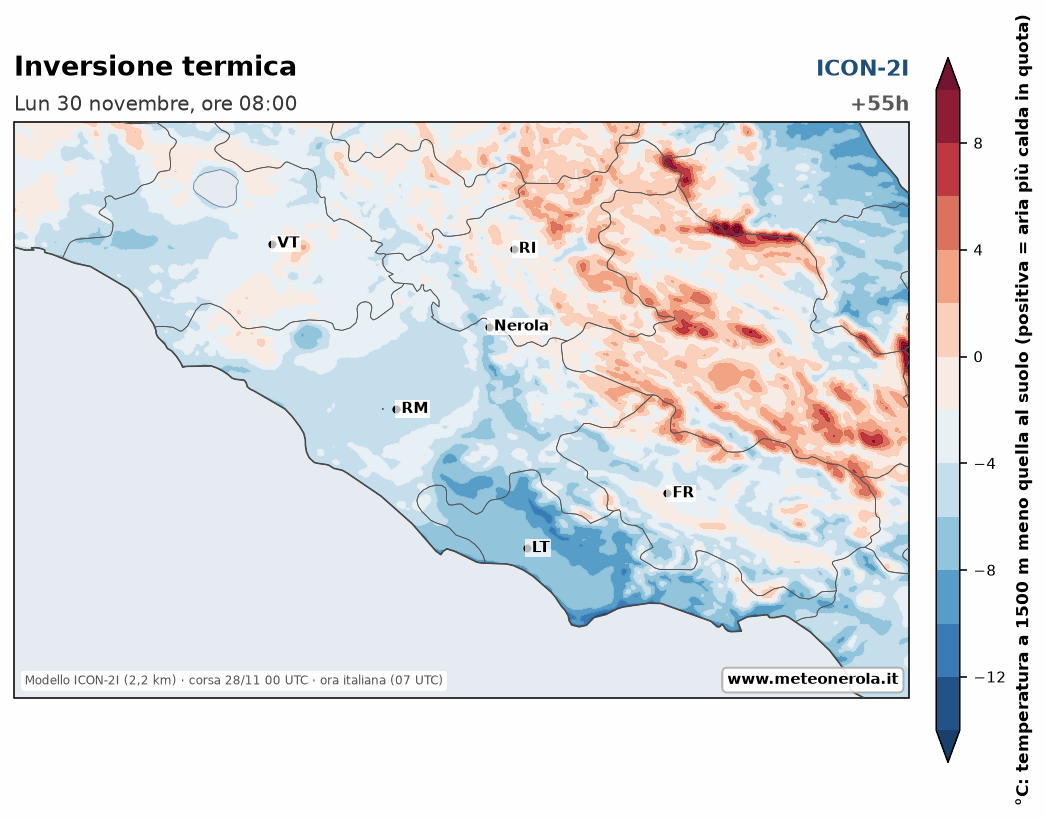 Inversione termica
ICON-2I
Lun 30 novembre, ore 08:00
+55h
VT
RI
Nerola
RM
FR
LT
Modello ICON-2I (2,2 km) · corsa 28/11 00 UTC · ora italiana (07 UTC)
www.meteonerola.it
8
4
0
−4
−8
−12
°C: temperatura a 1500 m meno quella al suolo (positiva = aria più calda in quota)